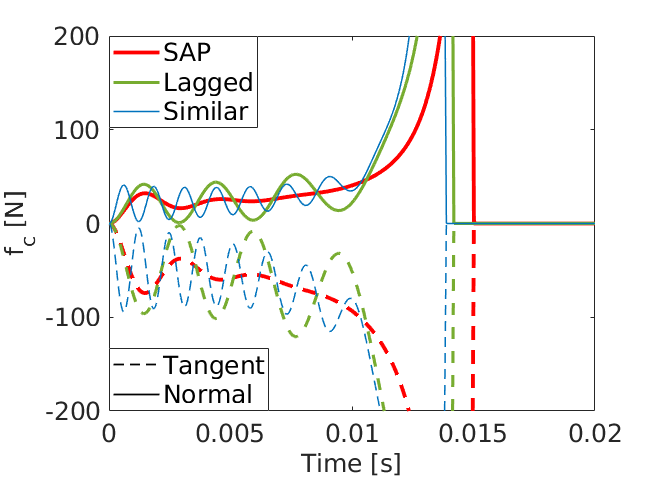 200
SAP
Lagged
Similar
100
f_c [N]
0
-100
Tangent
Normal
-200
0 0.005 0.01 0.015 0.02
Time [s]